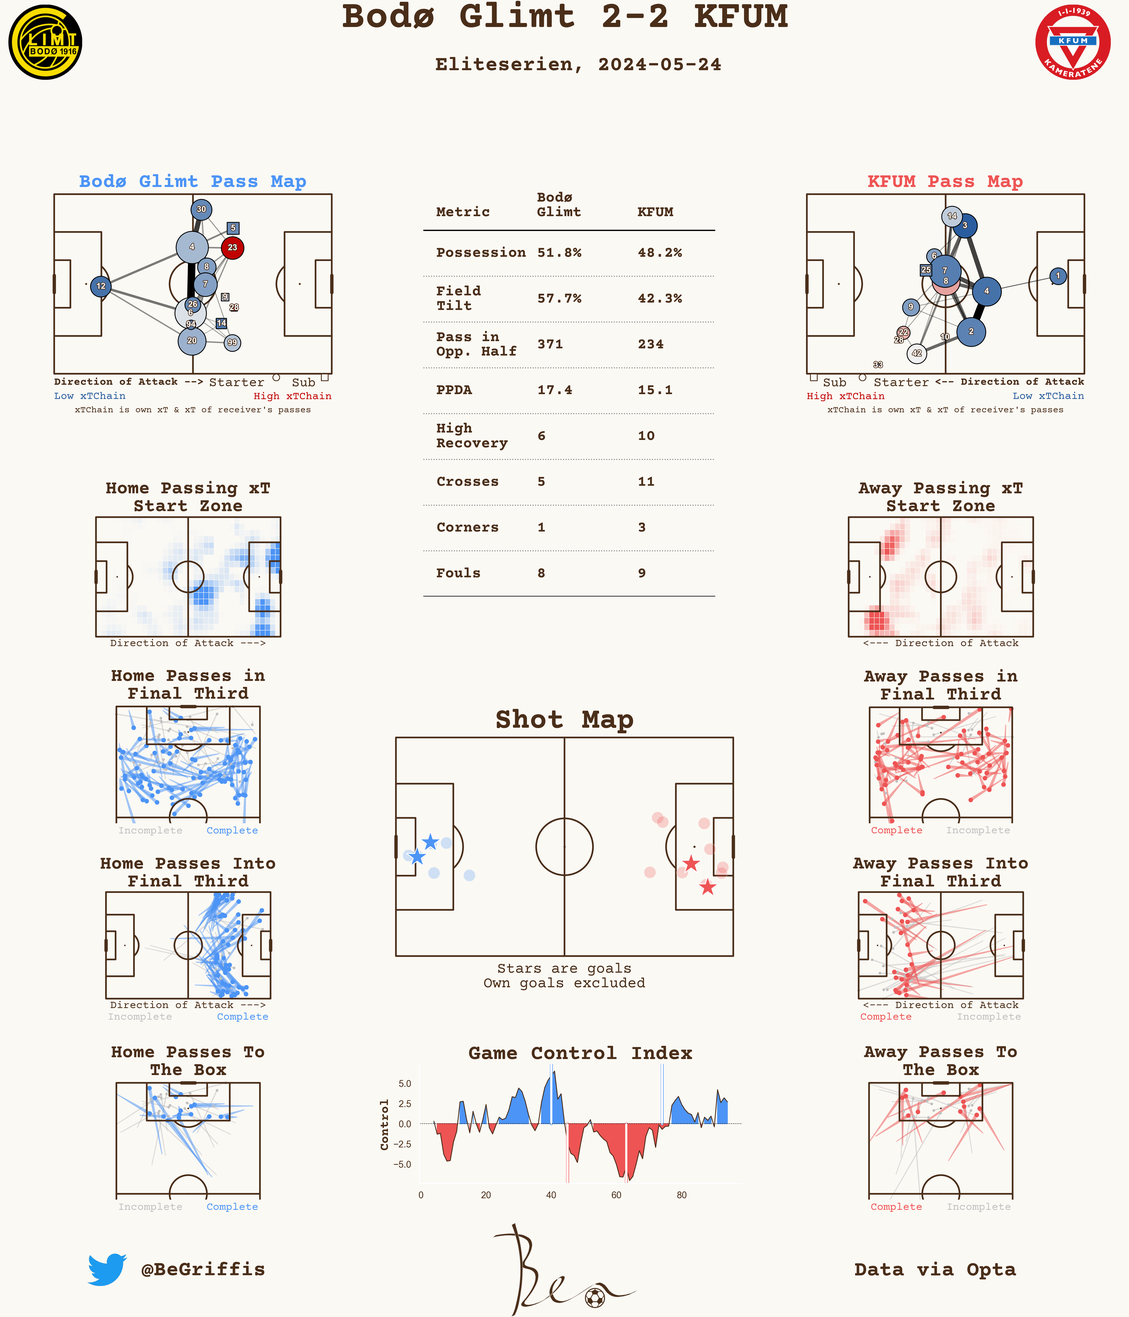 Bodø Glimt 2-2 KFUM
Eliteserien, 2024-05-24
LIMT
BODØ 1916
1-1-1939
KFUM
KAMERATENE
Bodø Glimt Pass Map
30
5
4
23
8
7
12
26
6
28
14
20
99
Direction of Attack --> Starter Sub
Low xTChain High xTChain
xTChain is own xT & xT of receiver's passes
Metric Bodø Glimt KFUM
Possession 51.8% 48.2%
Field Tilt 57.7% 42.3%
Pass in Opp. Half 371 234
PPDA 17.4 15.1
High Recovery 6 10
Crosses 5 11
Corners 1 3
Fouls 8 9
KFUM Pass Map
14
3
6
25
7
8
1
4
9
22
28
10
2
42
33
Sub Starter <-- Direction of Attack
High xTChain Low xTChain
xTChain is own xT & xT of receiver's passes
Home Passing xT
Start Zone
Direction of Attack --->
Away Passing xT
Start Zone
<--- Direction of Attack
Home Passes in
Final Third
Incomplete Complete
Away Passes in
Final Third
Complete Incomplete
Shot Map
Stars are goals
Own goals excluded
Home Passes Into
Final Third
Direction of Attack --->
Incomplete Complete
Away Passes Into
Final Third
<--- Direction of Attack
Complete Incomplete
Home Passes To
The Box
Incomplete Complete
Game Control Index
Control
5.0
2.5
0.0
−2.5
−5.0
0 20 40 60 80
Away Passes To
The Box
Complete Incomplete
@BeGriffis
Ben
Data via Opta